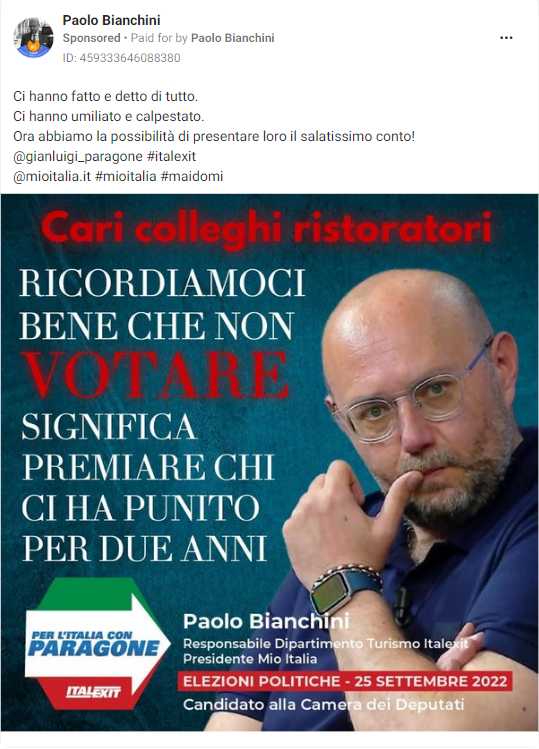 Paolo Bianchini
Sponsored • Paid for by Paolo Bianchini
ID: 459333646088380
Ci hanno fatto e detto di tutto.
Ci hanno umiliato e calpestato.
Ora abbiamo la possibilità di presentare loro il salatissimo conto!
@gianluigi_paragone #italexit
@mioitalia.it #mioitalia #maidomi
Cari colleghi ristoratori
RICORDIAMOCI
BENE CHE NON
VOTARE
SIGNIFICA
PREMIARE CHI
CI HA PUNITO
PER DUE ANNI
PER L'ITALIA CON
PARAGONE
ITALEXIT
Paolo Bianchini
Responsabile Dipartimento Turismo Italexit
Presidente Mio Italia
ELEZIONI POLITICHE - 25 SETTEMBRE 2022
Candidato alla Camera dei Deputati